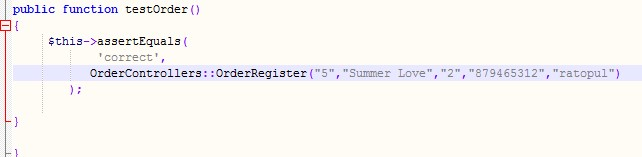 public function testOrder()
{
$this->assertEquals(
'correct',
OrderControllers::OrderRegister("5","Summer Love","2","879465312","ratopul")
);
}
}